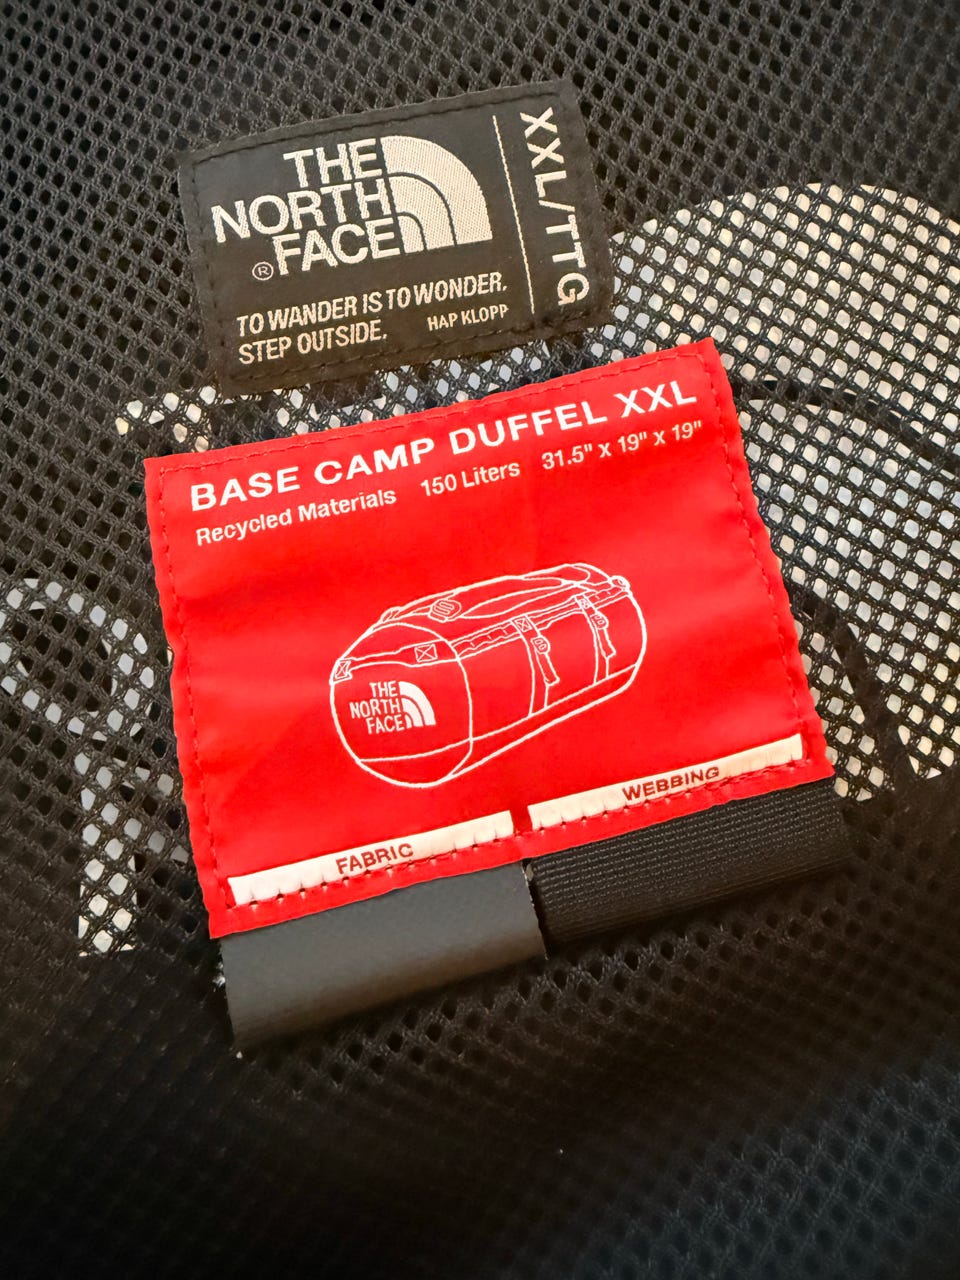 THE
NORTH
FACE
®
XXL/TTG
TO WANDER IS TO WONDER.
STEP OUTSIDE.
HAP KLOPP
BASE CAMP DUFFEL XXL
Recycled Materials 150 Liters 31.5" x 19" x 19"
THE
NORTH
FACE
FABRIC
WEBBING